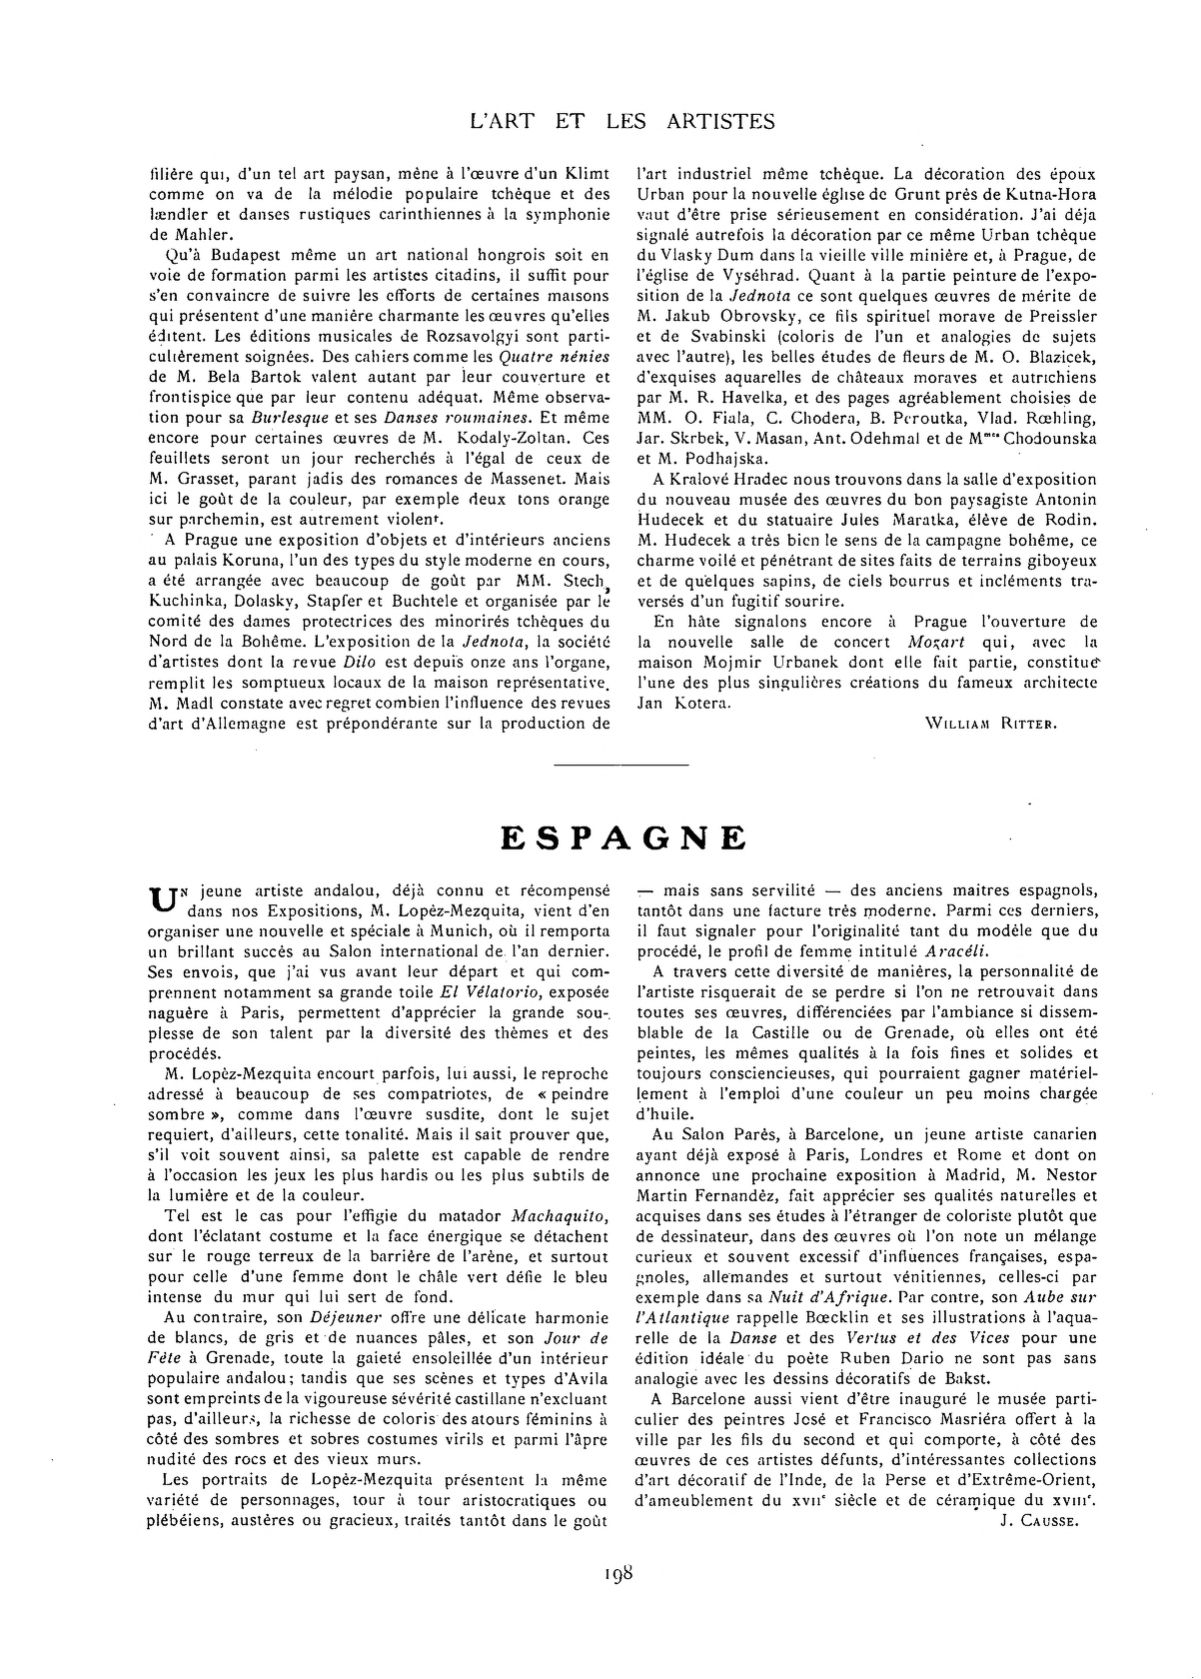 L'ART ET LES ARTISTES
filière qui, d'un tel art paysan, mène à l'œuvre d'un Klimt
comme on va de la mélodie populaire tchèque et des
lændler et danses rustiques carinthiennes à la symphonie
de Mahler.
Qu'à Budapest même un art national hongrois soit en
voie de formation parmi les artistes citadins, il suffit pour
s'en convaincre de suivre les efforts de certaines maisons
qui présentent d'une manière charmante les œuvres qu'elles
éditent. Les éditions musicales de Rozsavolgyi sont parti-
culièrement soignées. Des cahiers comme les Quatre nénies
de M. Bela Bartok valent autant par leur couverture et
frontispice que par leur contenu adéquat. Même observa-
tion pour sa Burlesque et ses Danses roumaines. Et même
encore pour certaines œuvres de M. Kodaly-Zoltan. Ces
feuillets seront un jour recherchés à l'égal de ceux de
M. Grasset, parant jadis des romances de Massenet. Mais
ici le goût de la couleur, par exemple deux tons orange
sur parchemin, est autrement violent.
A Prague une exposition d'objets et d'intérieurs anciens
au palais Koruna, l'un des types du style moderne en cours,
a été arrangée avec beaucoup de goût par MM. Stech,
Kuchinka, Dolasky, Stapfer et Buchtele et organisée par le
comité des dames protectrices des minorirés tchèques du
Nord de la Bohême. L'exposition de la Jednota, la société
d'artistes dont la revue Dilo est depuis onze ans l'organe,
remplit les somptueux locaux de la maison représentative.
M. Madl constate avec regret combien l'influence des revues
d'art d'Allemagne est prépondérante sur la production de
l'art industriel même tchèque. La décoration des époux
Urban pour la nouvelle église de Grunt près de Kutna-Hora
vaut d'être prise sérieusement en considération. J'ai déja
signalé autrefois la décoration par ce même Urban tchèque
du Vlasky Dum dans la vieille ville minière et, à Prague, de
l'église de Vyséhrad. Quant à la partie peinture de l'expo-
sition de la Jednota ce sont quelques œuvres de mérite de
M. Jakub Obrovsky, ce fils spirituel morave de Preissler
et de Svabinski (coloris de l'un et analogies de sujets
avec l'autre), les belles études de fleurs de M. O. Blazicek,
d'exquises aquarelles de châteaux moraves et autrichiens
par M. R. Havelka, et des pages agréablement choisies de
MM. O. Fiala, C. Chodera, B. Peroutka, Vlad. Rœhling,
Jar. Skrbek, V. Masan, Ant. Odehmal et de Mmes Chodounska
et M. Podhajska.
A Kralové Hradec nous trouvons dans la salle d'exposition
du nouveau musée des œuvres du bon paysagiste Antonin
Hudecek et du statuaire Jules Maratka, élève de Rodin.
M. Hudecek a très bien le sens de la campagne bohême, ce
charme voilé et pénétrant de sites faits de terrains giboyeux
et de quelques sapins, de ciels bourrus et incléments tra-
versés d'un fugitif sourire.
En hâte signalons encore à Prague l'ouverture de
la nouvelle salle de concert Mozart qui, avec la
maison Mojmir Urbanek dont elle fait partie, constitue
l'une des plus singulières créations du fameux architecte
Jan Kotera.
WILLIAM RITTER.
ESPAGNE
UN jeune artiste andalou, déjà connu et récompensé
dans nos Expositions, M. Lopèz-Mezquita, vient d'en
organiser une nouvelle et spéciale à Munich, où il remporta
un brillant succès au Salon international de l'an dernier.
Ses envois, que j'ai vus avant leur départ et qui com-
prennent notamment sa grande toile El Vélatorio, exposée
naguère à Paris, permettent d'apprécier la grande sou-
plesse de son talent par la diversité des thèmes et des
procédés.
M. Lopèz-Mezquita encourt parfois, lui aussi, le reproche
adressé à beaucoup de ses compatriotes, de « peindre
sombre », comme dans l'œuvre susdite, dont le sujet
requiert, d'ailleurs, cette tonalité. Mais il sait prouver que,
s'il voit souvent ainsi, sa palette est capable de rendre
à l'occasion les jeux les plus hardis ou les plus subtils de
la lumière et de la couleur.
Tel est le cas pour l'effigie du matador Machaquito,
dont l'éclatant costume et la face énergique se détachent
sur le rouge terreux de la barrière de l'arène, et surtout
pour celle d'une femme dont le châle vert défie le bleu
intense du mur qui lui sert de fond.
Au contraire, son Déjeuner offre une délicate harmonie
de blancs, de gris et de nuances pâles, et son Jour de
Fête à Grenade, toute la gaieté ensoleillée d'un intérieur
populaire andalou; tandis que ses scènes et types d'Avila
sont empreints de la vigoureuse sévérité castillane n'excluant
pas, d'ailleurs, la richesse de coloris des atours féminins à
côté des sombres et sobres costumes virils et parmi l'âpre
nudité des rocs et des vieux murs.
Les portraits de Lopèz-Mezquita présentent la même
variété de personnages, tour à tour aristocratiques ou
plébéiens, austères ou gracieux, traités tantôt dans le goût
— mais sans servilité — des anciens maitres espagnols,
tantôt dans une facture très moderne. Parmi ces derniers,
il faut signaler pour l'originalité tant du modèle que du
procédé, le profil de femme intitulé Aracéli.
A travers cette diversité de manières, la personnalité de
l'artiste risquerait de se perdre si l'on ne retrouvait dans
toutes ses œuvres, différenciées par l'ambiance si dissem-
blable de la Castille ou de Grenade, où elles ont été
peintes, les mêmes qualités à la fois fines et solides et
toujours consciencieuses, qui pourraient gagner matériel-
lement à l'emploi d'une couleur un peu moins chargée
d'huile.
Au Salon Parès, à Barcelone, un jeune artiste canarien
ayant déjà exposé à Paris, Londres et Rome et dont on
annonce une prochaine exposition à Madrid, M. Nestor
Martin Fernandèz, fait apprécier ses qualités naturelles et
acquises dans ses études à l'étranger de coloriste plutôt que
de dessinateur, dans des œuvres où l'on note un mélange
curieux et souvent excessif d'influences françaises, espa-
gnoles, allemandes et surtout vénitiennes, celles-ci par
exemple dans sa Nuit d'Afrique. Par contre, son Aube sur
l'Atlantique rappelle Bœcklin et ses illustrations à l'aqua-
relle de la Danse et des Vertus et des Vices pour une
édition idéale du poète Ruben Dario ne sont pas sans
analogie avec les dessins décoratifs de Bakst.
A Barcelone aussi vient d'être inauguré le musée parti-
culier des peintres José et Francisco Masriéra offert à la
ville par les fils du second et qui comporte, à côté des
œuvres de ces artistes défunts, d'intéressantes collections
d'art décoratif de l'Inde, de la Perse et d'Extrême-Orient,
d'ameublement du XVIIe siècle et de céramique du XVIIIe.
J. CAUSSE.
198